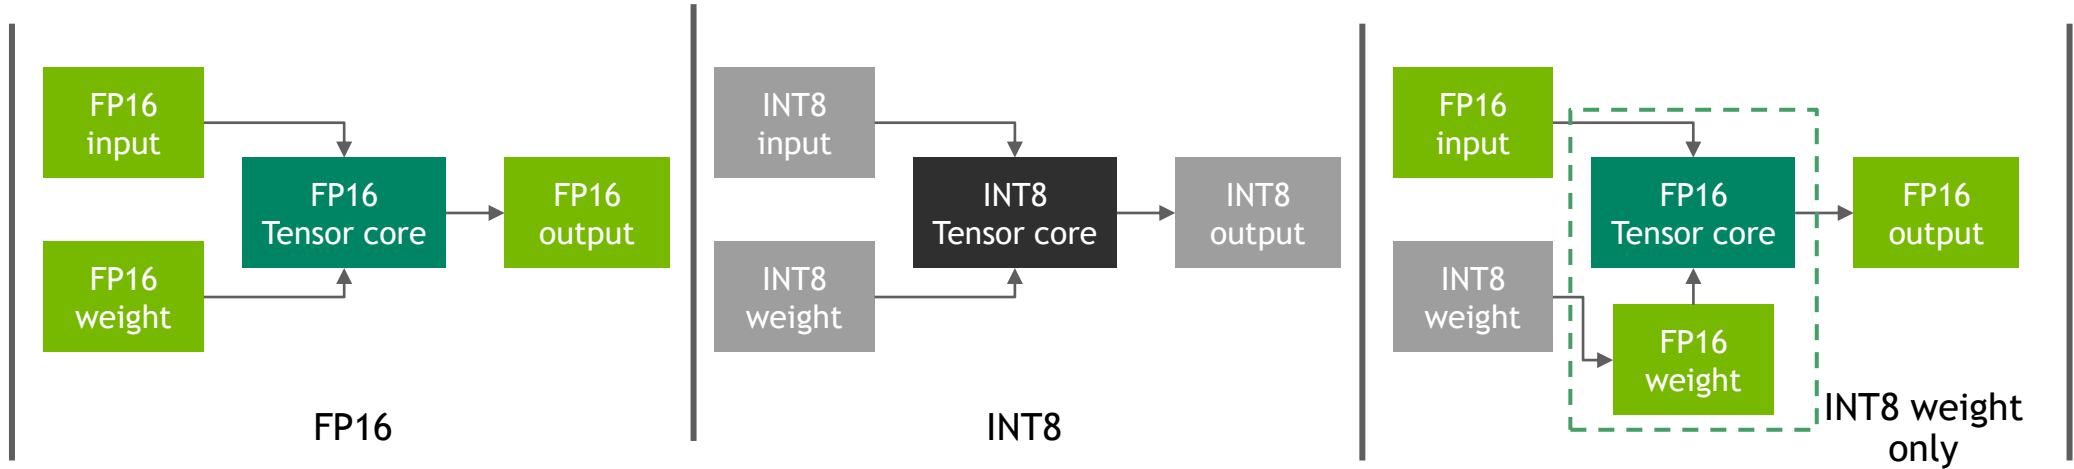 FP16
input
FP16
weight
FP16
Tensor core
FP16
output
FP16
INT8
input
INT8
weight
INT8
Tensor core
INT8
output
INT8
FP16
input
INT8
weight
FP16
Tensor core
FP16
weight
FP16
output
INT8 weight
only